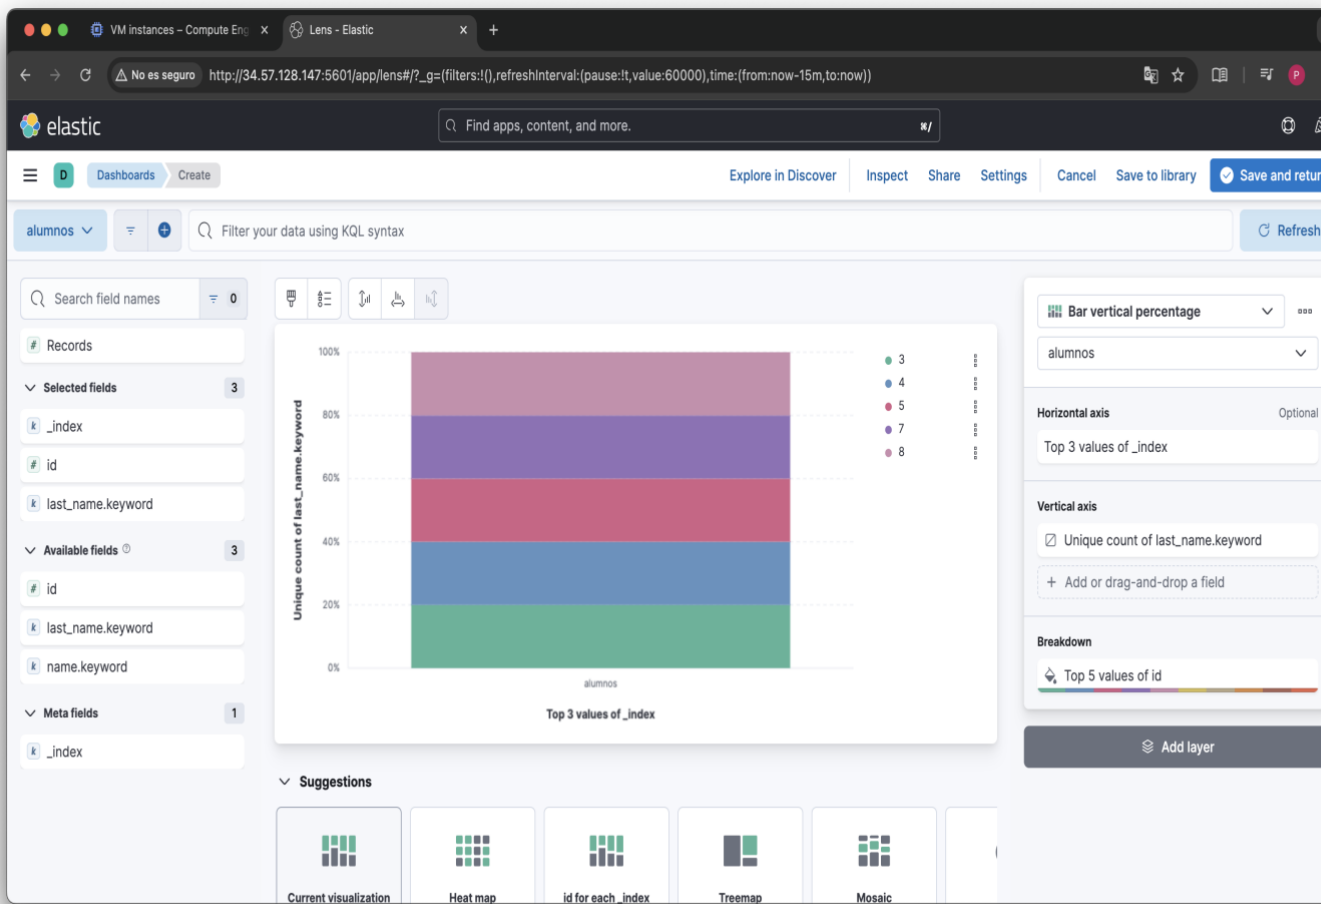 VM instances – Compute Eng
Lens - Elastic
No es seguro
http://34.57.128.147:5601/app/lens#/?_g=(filters:!(),refreshInterval:(pause:!t,value:60000),time:(from:now-15m,to:now))
P
elastic
Find apps, content, and more.
⌘/
D
Dashboards
Create
Explore in Discover
Inspect
Share
Settings
Cancel
Save to library
Save and retur
alumnos
Filter your data using KQL syntax
Refresh
Search field names
0
# Records
Selected fields
3
k _index
# id
k last_name.keyword
Available fields
3
# id
k last_name.keyword
k name.keyword
Meta fields
1
k _index
Unique count of last_name.keyword
100%
80%
60%
40%
20%
0%
alumnos
Top 3 values of _index
3
4
5
7
8
Suggestions
Current visualization
Heat map
id for each _index
Treemap
Mosaic
Bar vertical percentage
alumnos
Horizontal axis
Optional
Top 3 values of _index
Vertical axis
Unique count of last_name.keyword
+ Add or drag-and-drop a field
Breakdown
Top 5 values of id
Add layer